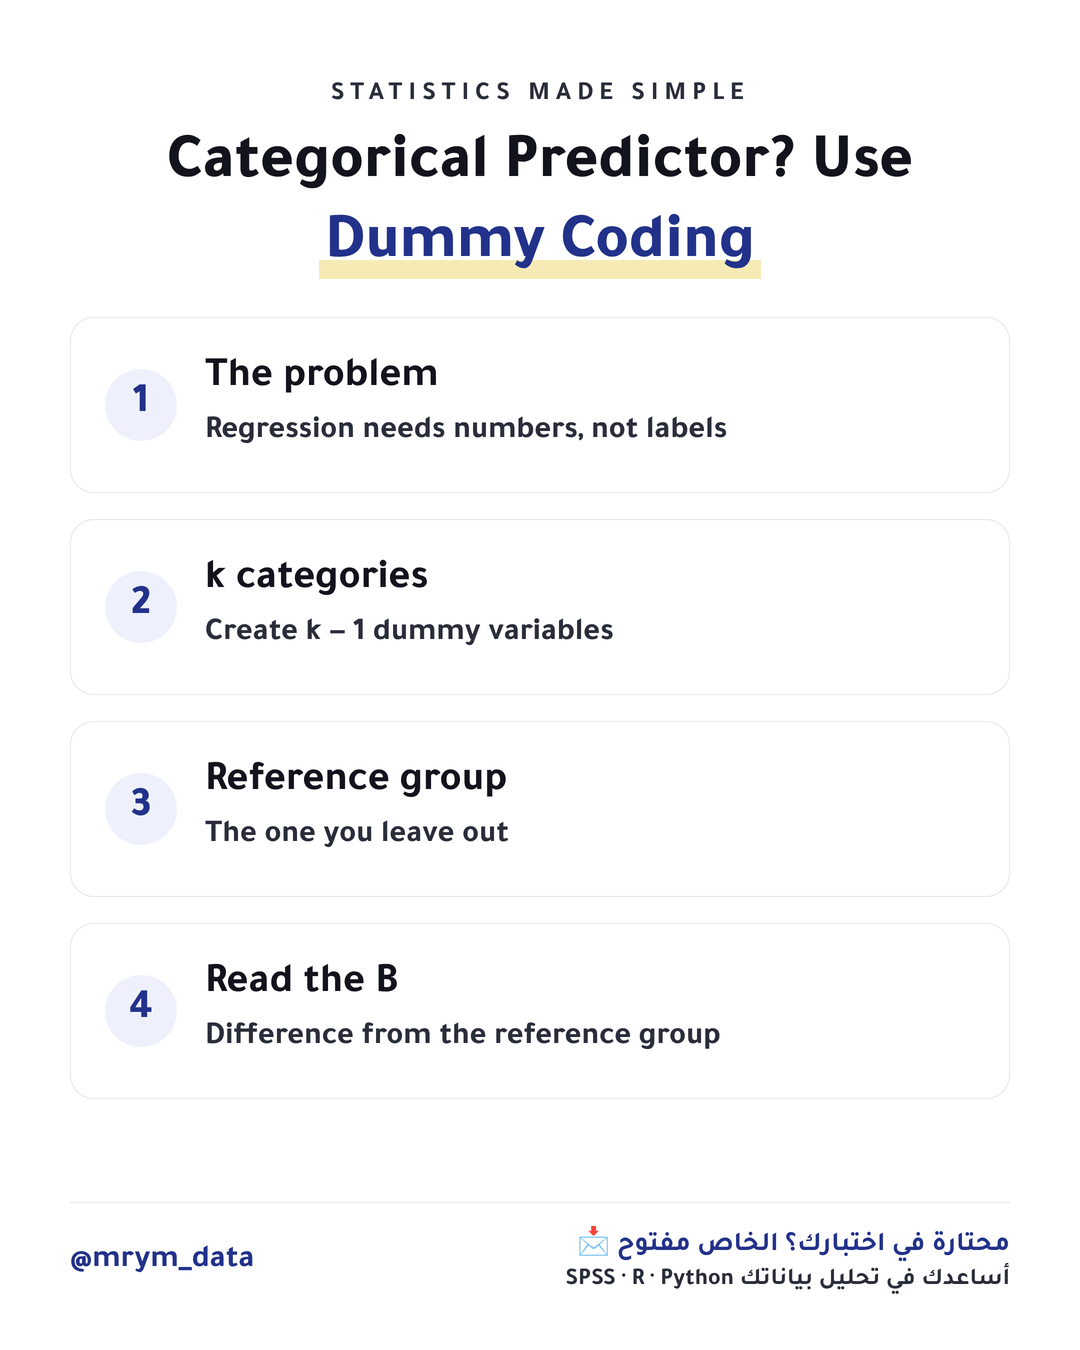 STATISTICS MADE SIMPLE
Categorical Predictor? Use
Dummy Coding
1
The problem
Regression needs numbers, not labels
2
k categories
Create k – 1 dummy variables
3
Reference group
The one you leave out
4
Read the B
Difference from the reference group
@mrym_data
محتارة في اختبارك؟ الخاص مفتوح 📩
أساعدك في تحليل بياناتك SPSS · R · Python